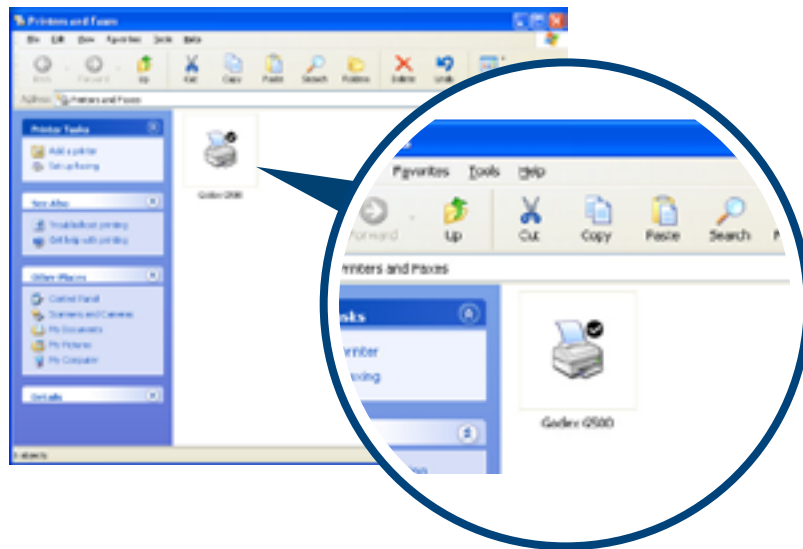 Printers and Faxes
File Edit View Favorites Tools Help
Back Forward Up Cut Copy Paste Search Folders Delete Undo
Address Printers and Faxes
Printer Tasks
Add a printer
Set up faxing
See Also
Troubleshoot printing
Get help with printing
Other Places
Control Panel
Scanners and Cameras
My Documents
My Pictures
My Computer
Details
Godex G500
objects
Favorites Tools Help
Forward Up Cut Copy Paste Search
rinters and Faxes
sks
rinter
axing
Godex G500